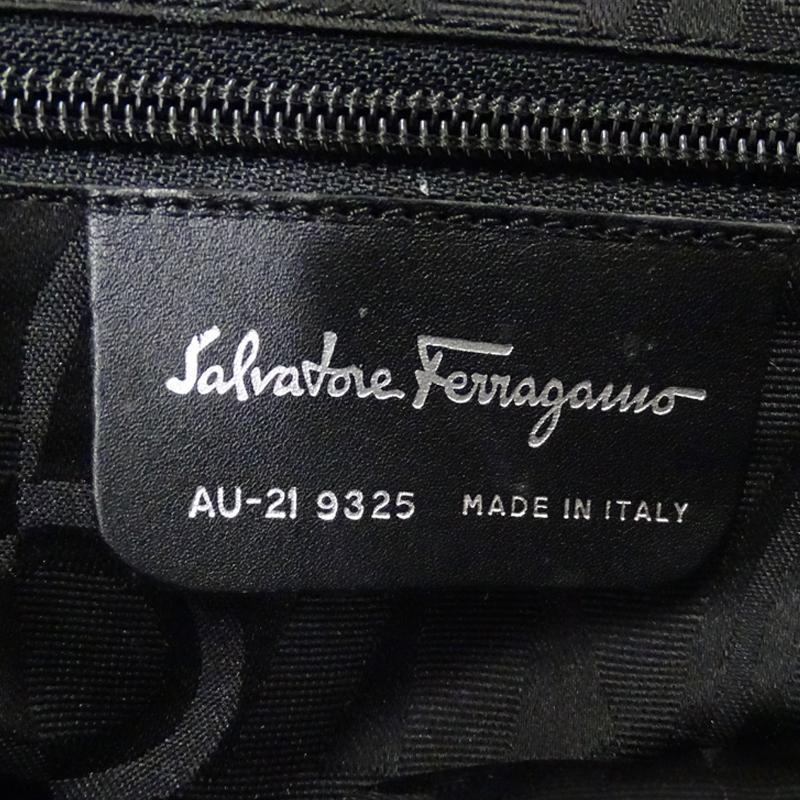 Salvatore Ferragamo
AU-21 9325 MADE IN ITALY